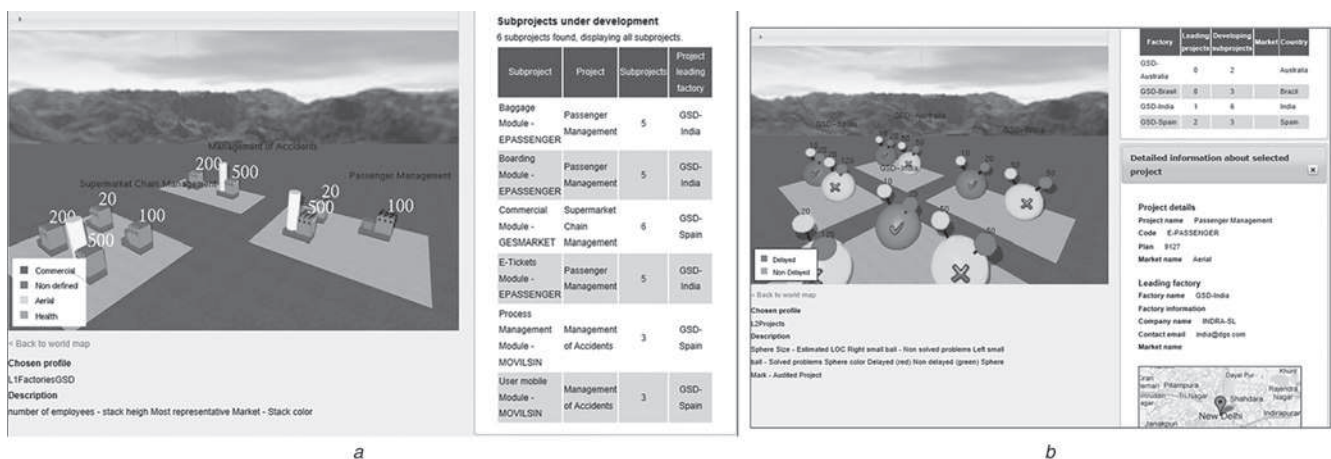 Subprojects under development
6 subprojects found, displaying all subprojects.
Subproject Project Subprojects Project leading factory
Baggage Module - EPASSENGER Passenger Management 5 GSD-India
Boarding Module - EPASSENGER Passenger Management 5 GSD-India
Commercial Module - GESMARKET Supermarket Chain Management 6 GSD-Spain
E-Tickets Module - EPASSENGER Passenger Management 5 GSD-India
Process Management Module - MOVILSIN Management of Accidents 3 GSD-Spain
User mobile Module - MOVILSIN Management of Accidents 3 GSD-Spain
Management of Accidents
200 500
Supermarket Chain Management
Passenger Management
200 20 100
500
20
500 100
Commercial
Non-defined
Aerial
Health
< Back to world map
Chosen profile
L1FactoriesGSD
Description
number of employees - stack heigh Most representative Market - Stack color
a
Factory Leading projects Developing subprojects Market Country
GSD-Australia 0 2 Australia
GSD-Brasil 0 3 Brazil
GSD-India 1 6 India
GSD-Spain 2 3 Spain
GSD-India
Delayed
Non Delayed
< Back to world map
Chosen profile
L2Projects
Description
Sphere Size - Estimated LOC Right small ball - Non solved problems Left small
ball - Solved problems Sphere color Delayed (red) Non delayed (green) Sphere
Mark - Audited Project
Detailed information about selected project
Project details
Project name Passenger Management
Code E-PASSENGER
Plan 9127
Market name Aerial
Leading factory
Factory name GSD-India
Factory information
Company name INDRA-SL
Contact email india@dgs.com
Market name
Pitampura
Shahdara
Rajendra Nagar
New Delhi
Indirapuram
Janakpuri
b